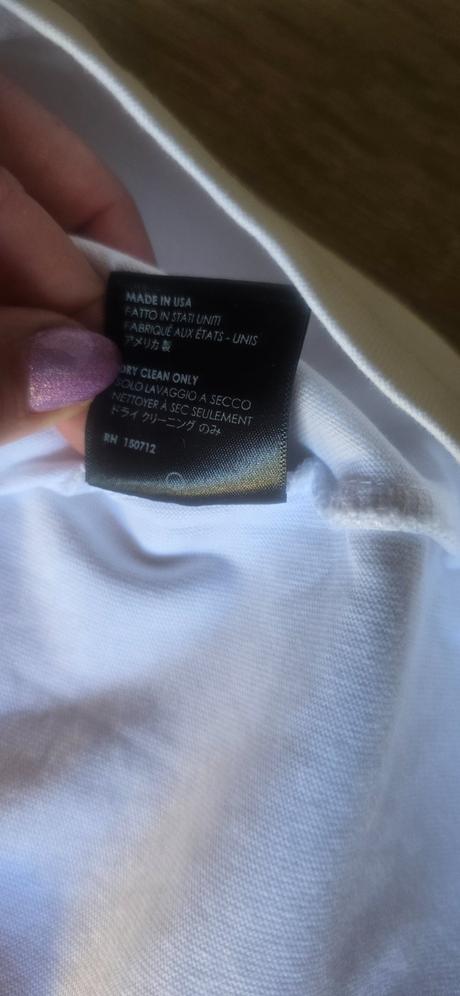 MADE IN USA
FATTO IN STATI UNITI
FABRIQUÉ AUX ÉTATS - UNIS
アメリカ製
DRY CLEAN ONLY
SOLO LAVAGGIO A SECCO
NETTOYER À SEC SEULEMENT
ドライ クリーニング のみ
RH 150712